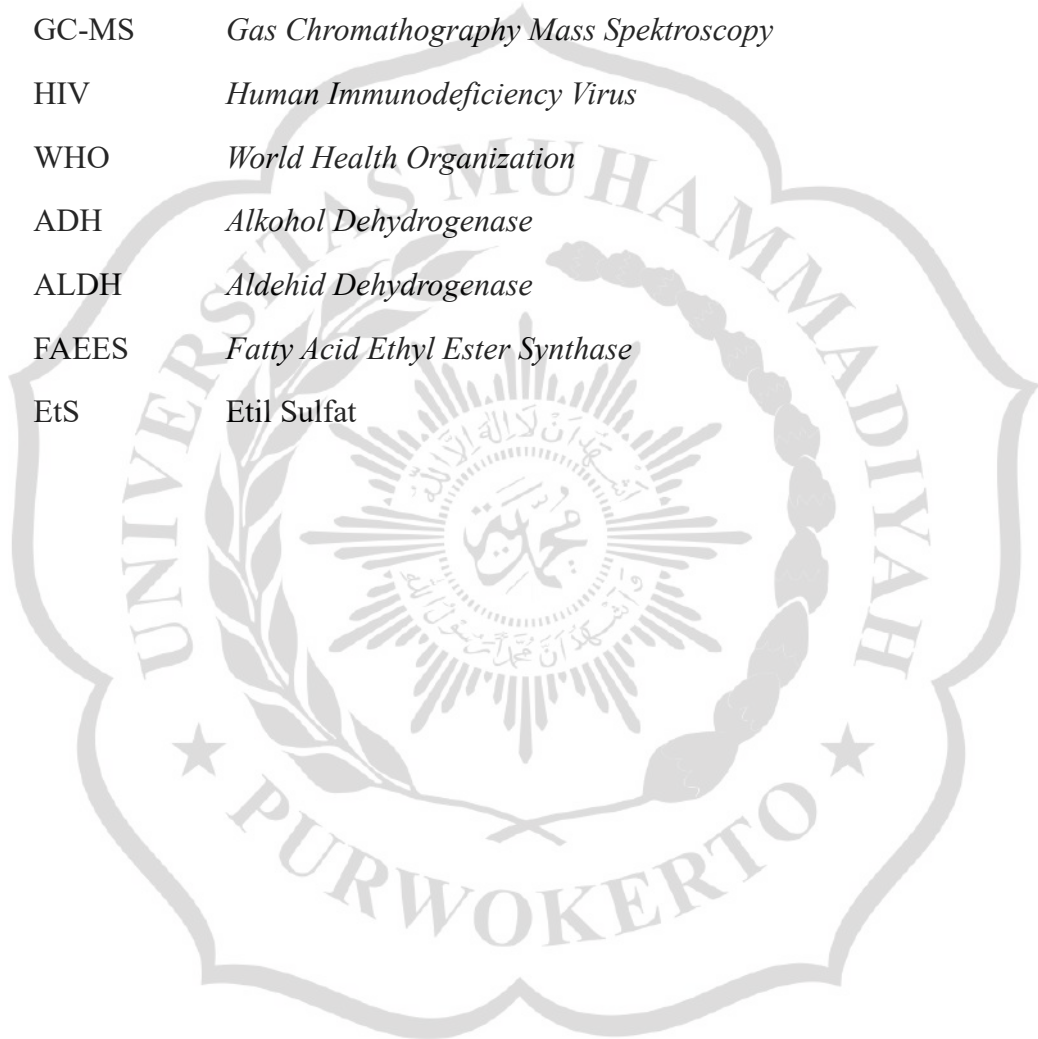 GC-MS Gas Chromathography Mass Spektroscopy
HIV Human Immunodeficiency Virus
WHO World Health Organization
ADH Alkohol Dehydrogenase
ALDH Aldehid Dehydrogenase
FAEES Fatty Acid Ethyl Ester Synthase
EtS Etil Sulfat
UNIVERSITAS MUHAMMADIYAH
PURWOKERTO